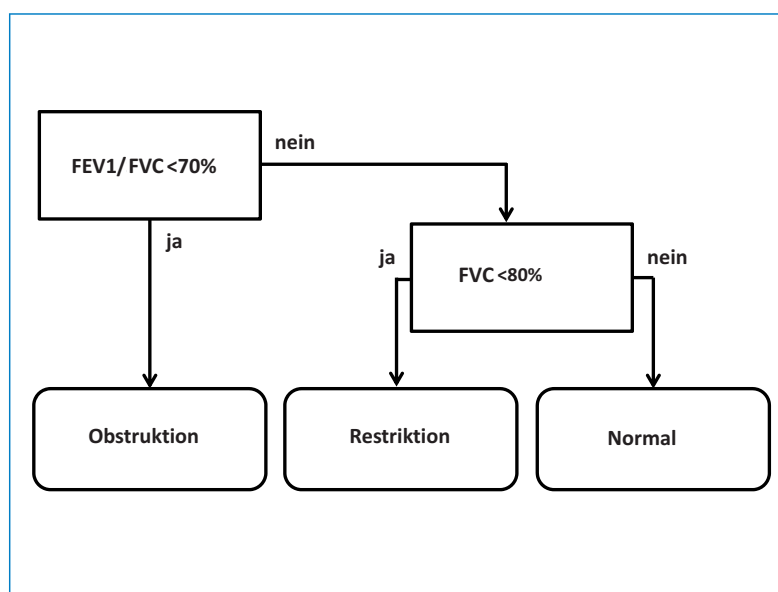 FEV1/FVC<70%
nein
ja
FVC <80%
ja
nein
Obstruktion
Restriktion
Normal